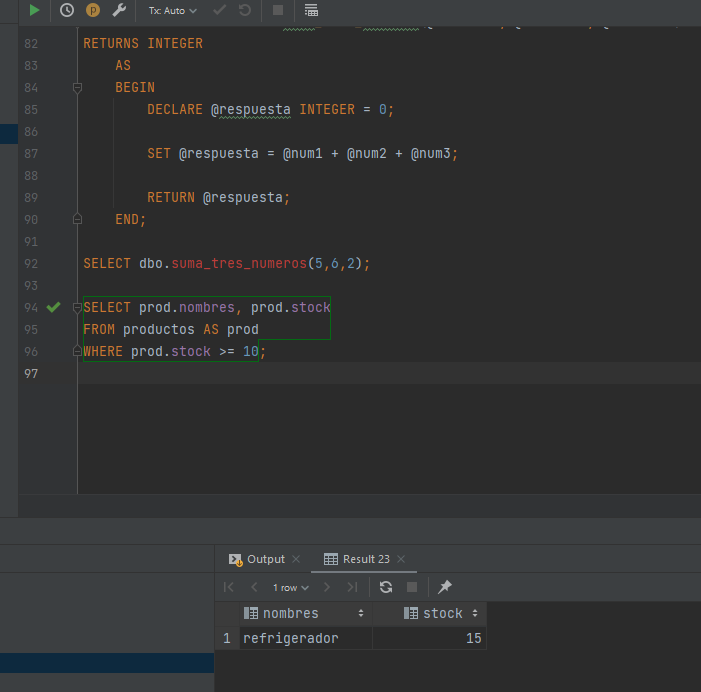 Tx: Auto
82 RETURNS INTEGER
83 AS
84 BEGIN
85 DECLARE @respuesta INTEGER = 0;
86
87 SET @respuesta = @num1 + @num2 + @num3;
88
89 RETURN @respuesta;
90 END;
91
92 SELECT dbo.suma_tres_numeros(5,6,2);
93
94 SELECT prod.nombres, prod.stock
95 FROM productos AS prod
96 WHERE prod.stock >= 10;
97
Output Result 23
1 row
nombres stock
1 refrigerador 15